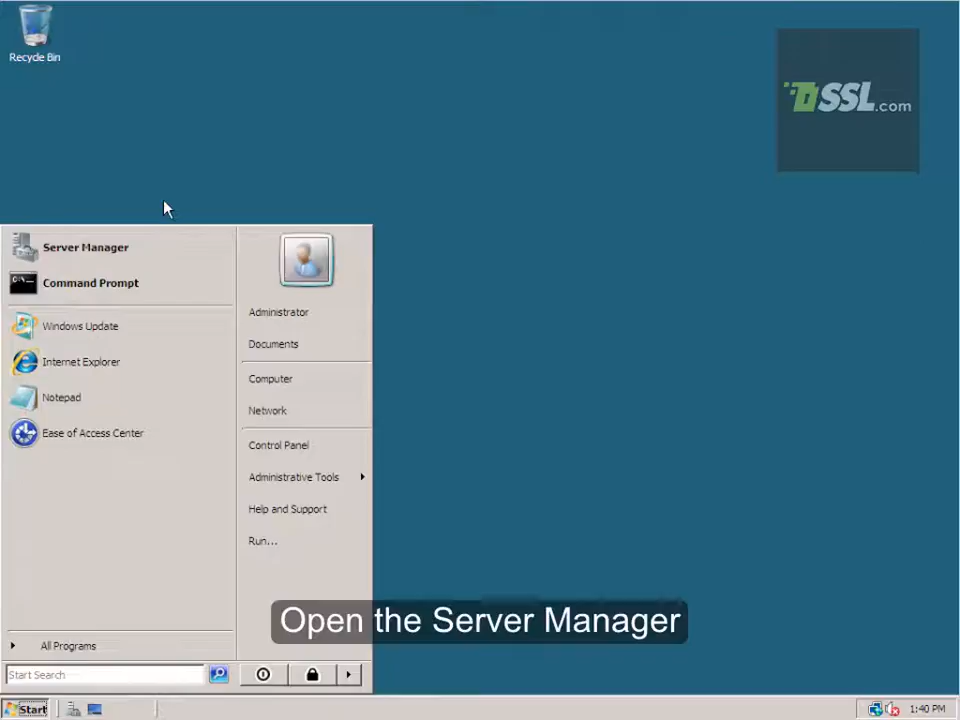 Recycle Bin
SSL.com
Server Manager
Command Prompt
Windows Update
Internet Explorer
Notepad
Ease of Access Center
Administrator
Documents
Computer
Network
Control Panel
Administrative Tools
Help and Support
Run...
Open the Server Manager
All Programs
Start Search
Start
1:40 PM